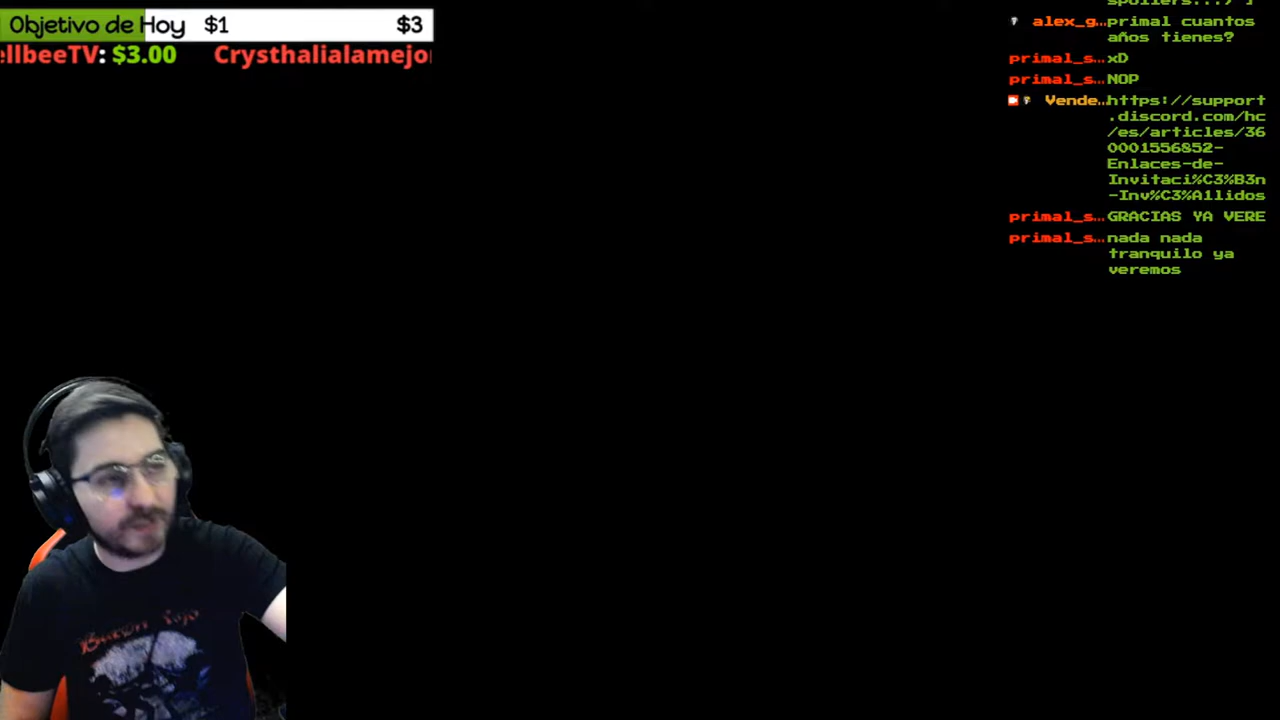 Objetivo de Hoy $1 $3
ellbeeTV: $3.00 Crysthalialamejo
spoilers...) ]
alex_g… primal cuantos
años tienes?
primal_s… xD
primal_s… NOP
Vende… https://support
.discord.com/hc
/es/articles/36
0001556852-
Enlaces-de-
Invitaci%C3%B3n
-Inv%C3%A1lidos
primal_s… GRACIAS YA VERE
primal_s… nada nada
tranquilo ya
veremos